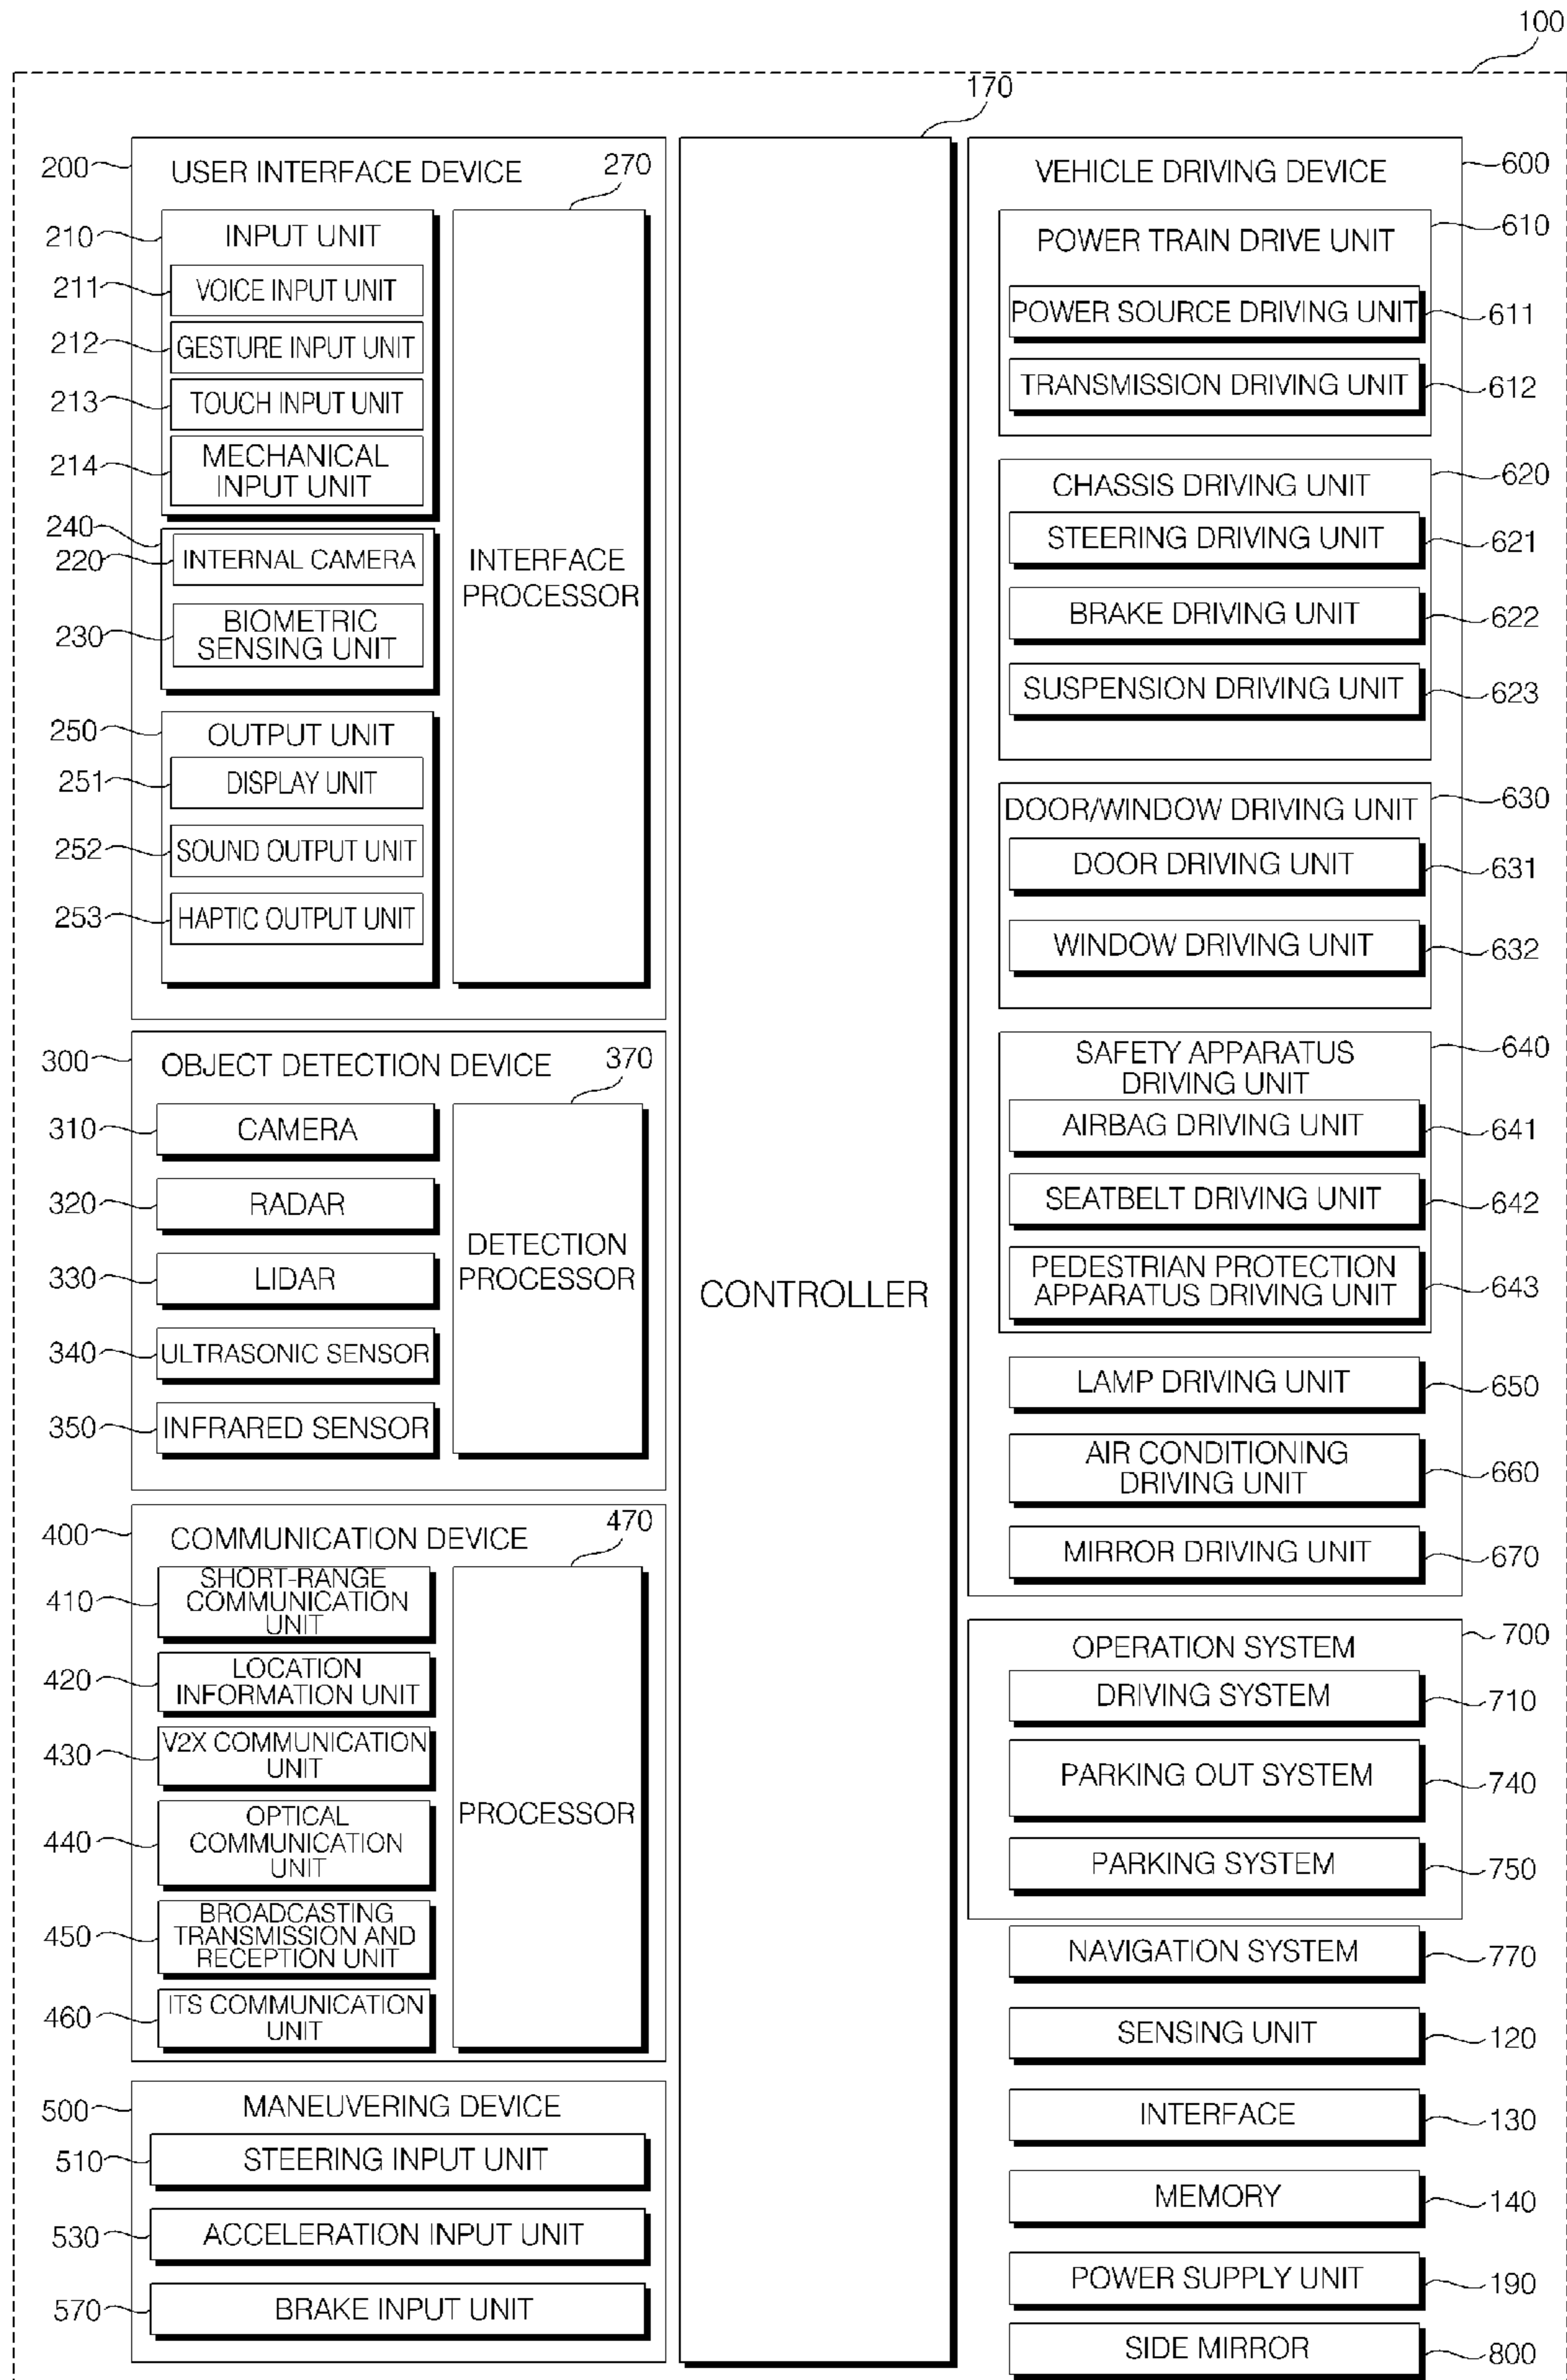 100
170
200 USER INTERFACE DEVICE 270
210 INPUT UNIT
211 VOICE INPUT UNIT
212 GESTURE INPUT UNIT
213 TOUCH INPUT UNIT
214 MECHANICAL
INPUT UNIT
240
220 INTERNAL CAMERA
230 BIOMETRIC
SENSING UNIT
250 OUTPUT UNIT
251 DISPLAY UNIT
252 SOUND OUTPUT UNIT
253 HAPTIC OUTPUT UNIT
INTERFACE
PROCESSOR
300 OBJECT DETECTION DEVICE 370
310 CAMERA
320 RADAR
330 LIDAR
340 ULTRASONIC SENSOR
350 INFRARED SENSOR
DETECTION
PROCESSOR
400 COMMUNICATION DEVICE 470
410 SHORT-RANGE
COMMUNICATION
UNIT
420 LOCATION
INFORMATION UNIT
430 V2X COMMUNICATION
UNIT
440 OPTICAL
COMMUNICATION
UNIT
450 BROADCASTING
TRANSMISSION AND
RECEPTION UNIT
460 ITS COMMUNICATION
UNIT
PROCESSOR
500 MANEUVERING DEVICE
510 STEERING INPUT UNIT
530 ACCELERATION INPUT UNIT
570 BRAKE INPUT UNIT
CONTROLLER
VEHICLE DRIVING DEVICE 600
POWER TRAIN DRIVE UNIT 610
POWER SOURCE DRIVING UNIT 611
TRANSMISSION DRIVING UNIT 612
CHASSIS DRIVING UNIT 620
STEERING DRIVING UNIT 621
BRAKE DRIVING UNIT 622
SUSPENSION DRIVING UNIT 623
DOOR/WINDOW DRIVING UNIT 630
DOOR DRIVING UNIT 631
WINDOW DRIVING UNIT 632
SAFETY APPARATUS 640
DRIVING UNIT
AIRBAG DRIVING UNIT 641
SEATBELT DRIVING UNIT 642
PEDESTRIAN PROTECTION
APPARATUS DRIVING UNIT 643
LAMP DRIVING UNIT 650
AIR CONDITIONING
DRIVING UNIT 660
MIRROR DRIVING UNIT 670
OPERATION SYSTEM 700
DRIVING SYSTEM 710
PARKING OUT SYSTEM 740
PARKING SYSTEM 750
NAVIGATION SYSTEM 770
SENSING UNIT 120
INTERFACE 130
MEMORY 140
POWER SUPPLY UNIT 190
SIDE MIRROR 800